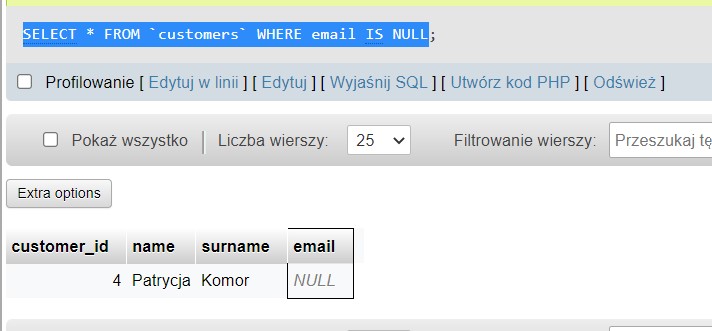 SELECT * FROM `customers` WHERE email IS NULL;
Profilowanie [ Edytuj w linii ] [ Edytuj ] [ Wyjaśnij SQL ] [ Utwórz kod PHP ] [ Odśwież ]
Pokaż wszystko Liczba wierszy: 25 Filtrowanie wierszy: Przeszukaj tę
Extra options
customer_id name surname email
4 Patrycja Komor NULL